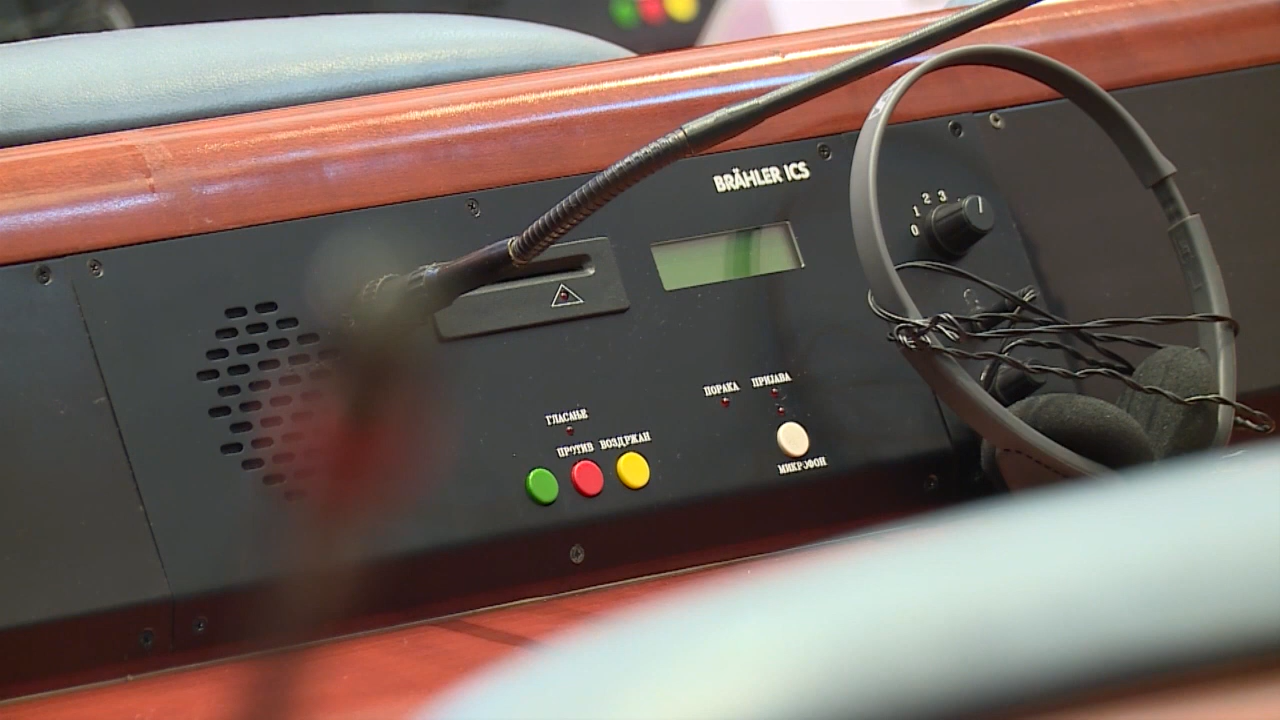 BRÄHLER ICS
0 1 2 3
ПОРАКА ПРИЈАВА
ГЛАСАЊЕ
ПРОТИВ ВОЗДРЖАН
МИКРОФОН